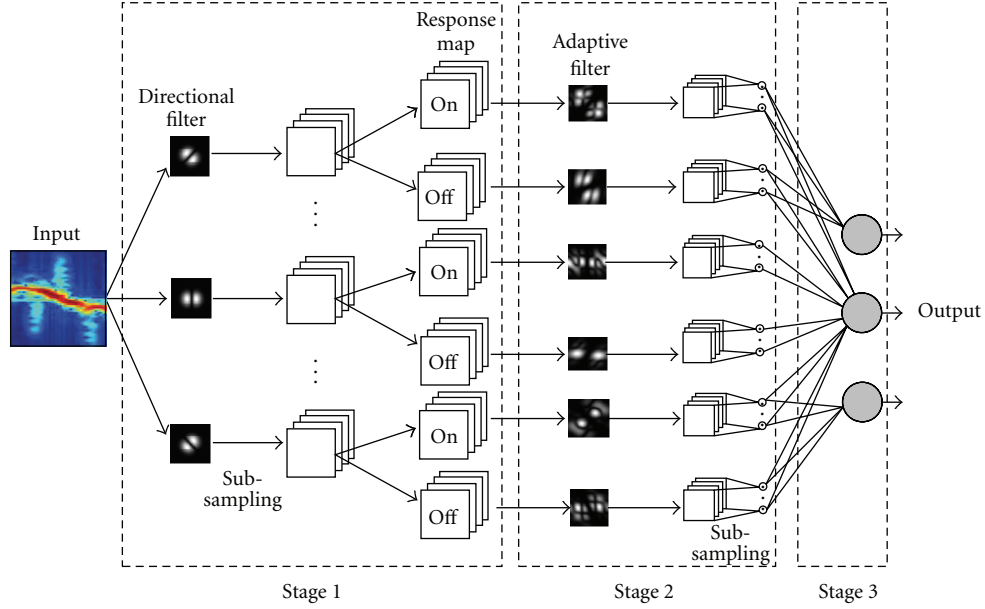 Response
map
Adaptive
filter
Directional
filter
On
Off
Input
On
Off
Output
On
Sub-
sampling
Off
Sub-
sampling
Stage 1
Stage 2
Stage 3